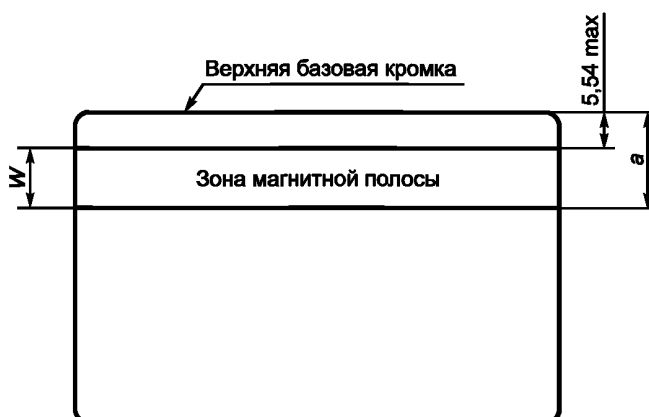 Верхняя базовая кромка
5,54 max
a
W
Зона магнитной полосы